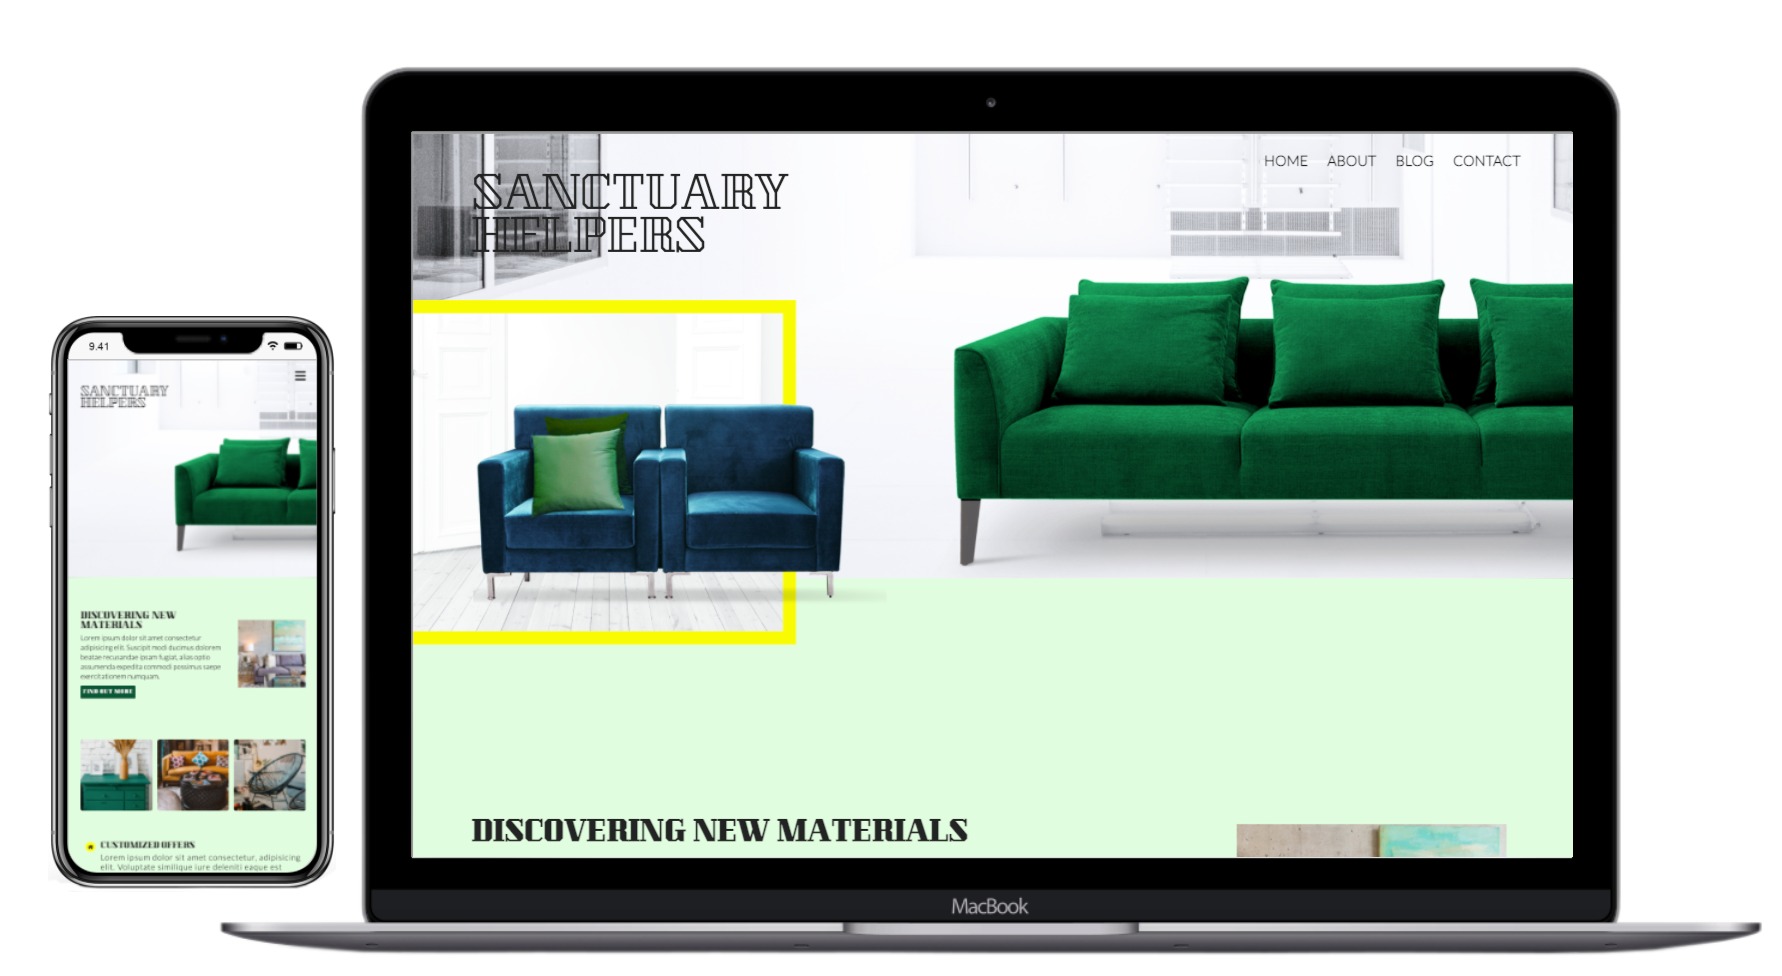 HOME ABOUT BLOG CONTACT
SANCTUARY
HELPERS
DISCOVERING NEW MATERIALS
MacBook
9.41
SANCTUARY
HELPERS
DISCOVERING NEW
MATERIALS
Lorem ipsum dolor sit amet consectetur
adipisicing elit. Suscipit modi ducimus dolorem
beatae recusandae ipsam fugiat, alias optio
assumenda expedita commodi possimus saepe
exercitationem numquam.
FIND OUT MORE
CUSTOMIZED OFFERS
Lorem ipsum dolor sit amet consectetur, adipisicing
elit. Voluptate similique iure deleniti eaque est